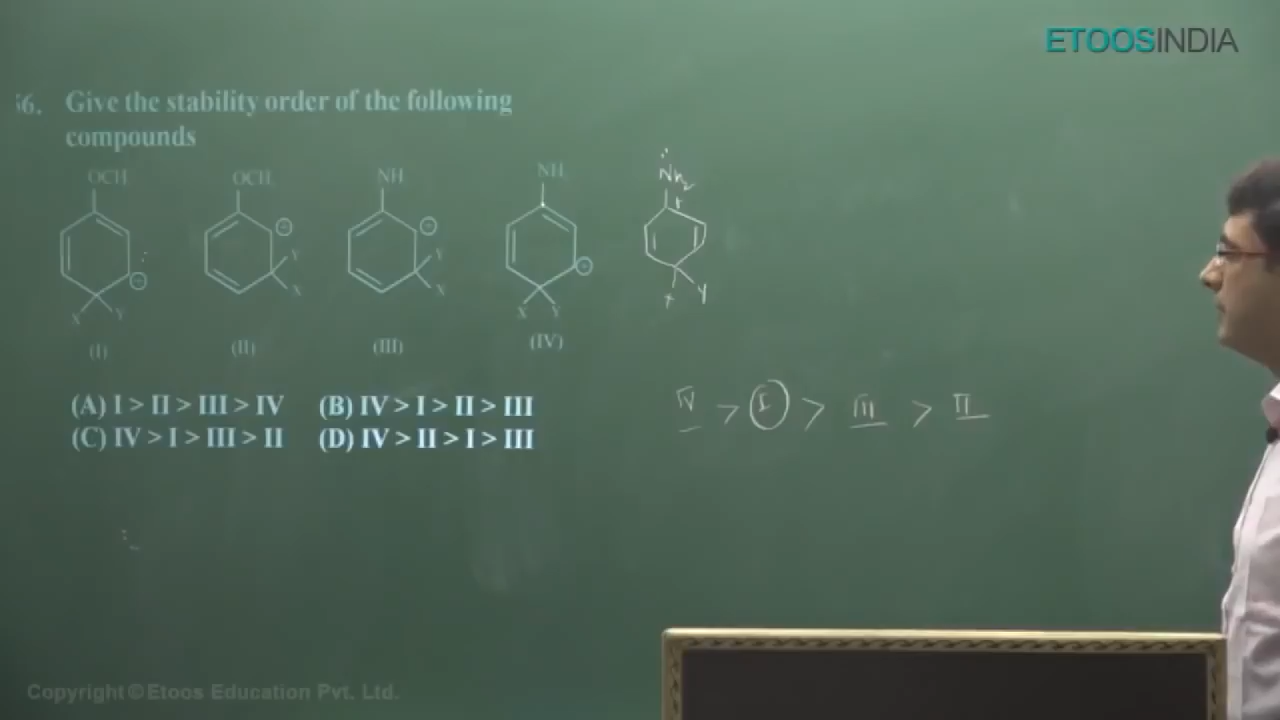 ETOOSINDIA
56. Give the stability order of the following
compounds
OCH OCH NH NH NH2
X Y Y X Y X X Y X Y
(I) (II) (III) (IV)
(A) I > II > III > IV (B) IV > I > II > III
(C) IV > I > III > II (D) IV > II > I > III
IV > I > III > II
Copyright © Etoos Education Pvt. Ltd.